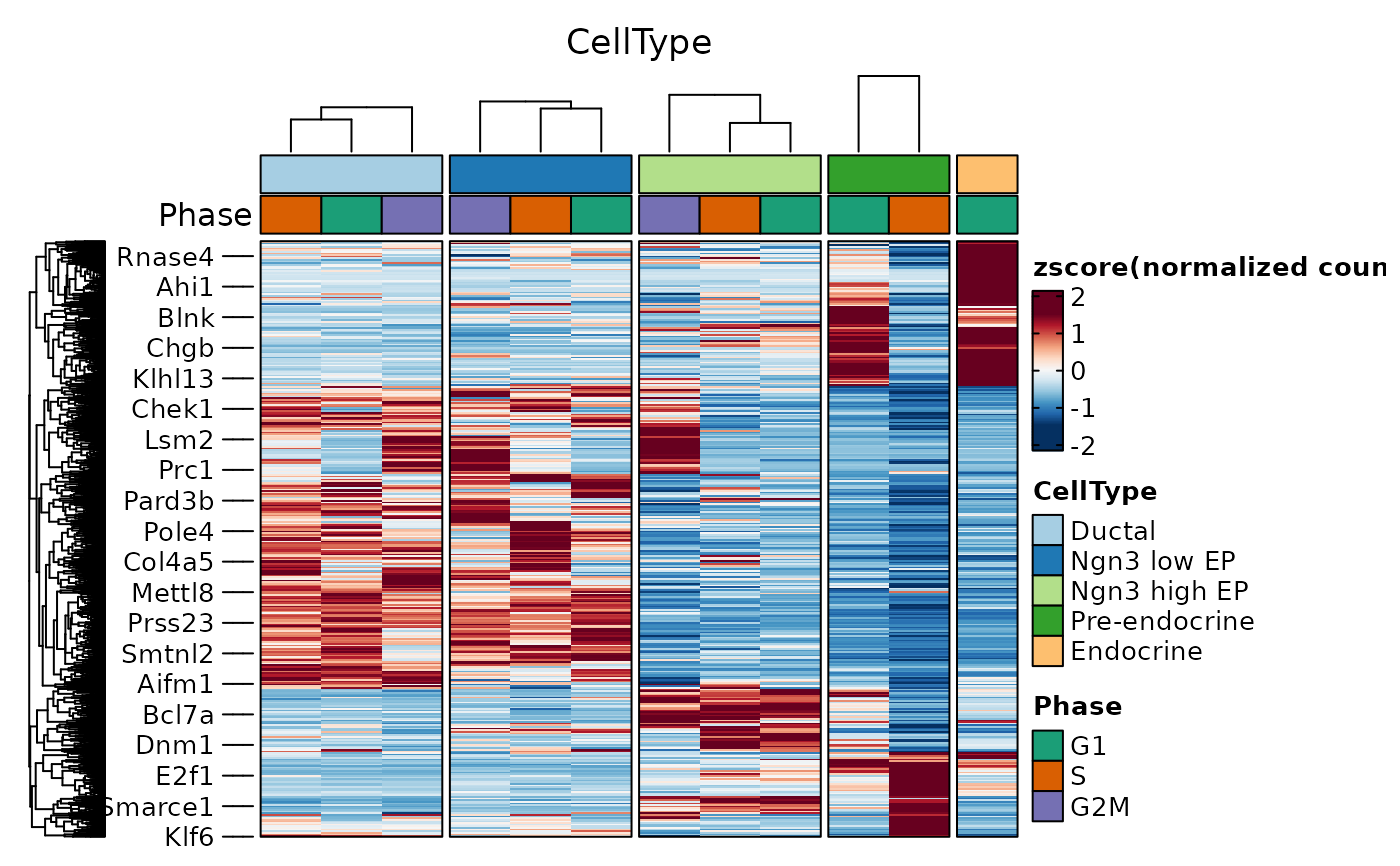 CellType
Phase
Rnase4
Ahi1
Blnk
Chgb
Klhl13
Chek1
Lsm2
Prc1
Pard3b
Pole4
Col4a5
Mettl8
Prss23
Smtnl2
Aifm1
Bcl7a
Dnm1
E2f1
Smarce1
Klf6
zscore(normalized coun
2
1
0
-1
-2
CellType
Ductal
Ngn3 low EP
Ngn3 high EP
Pre-endocrine
Endocrine
Phase
G1
S
G2M